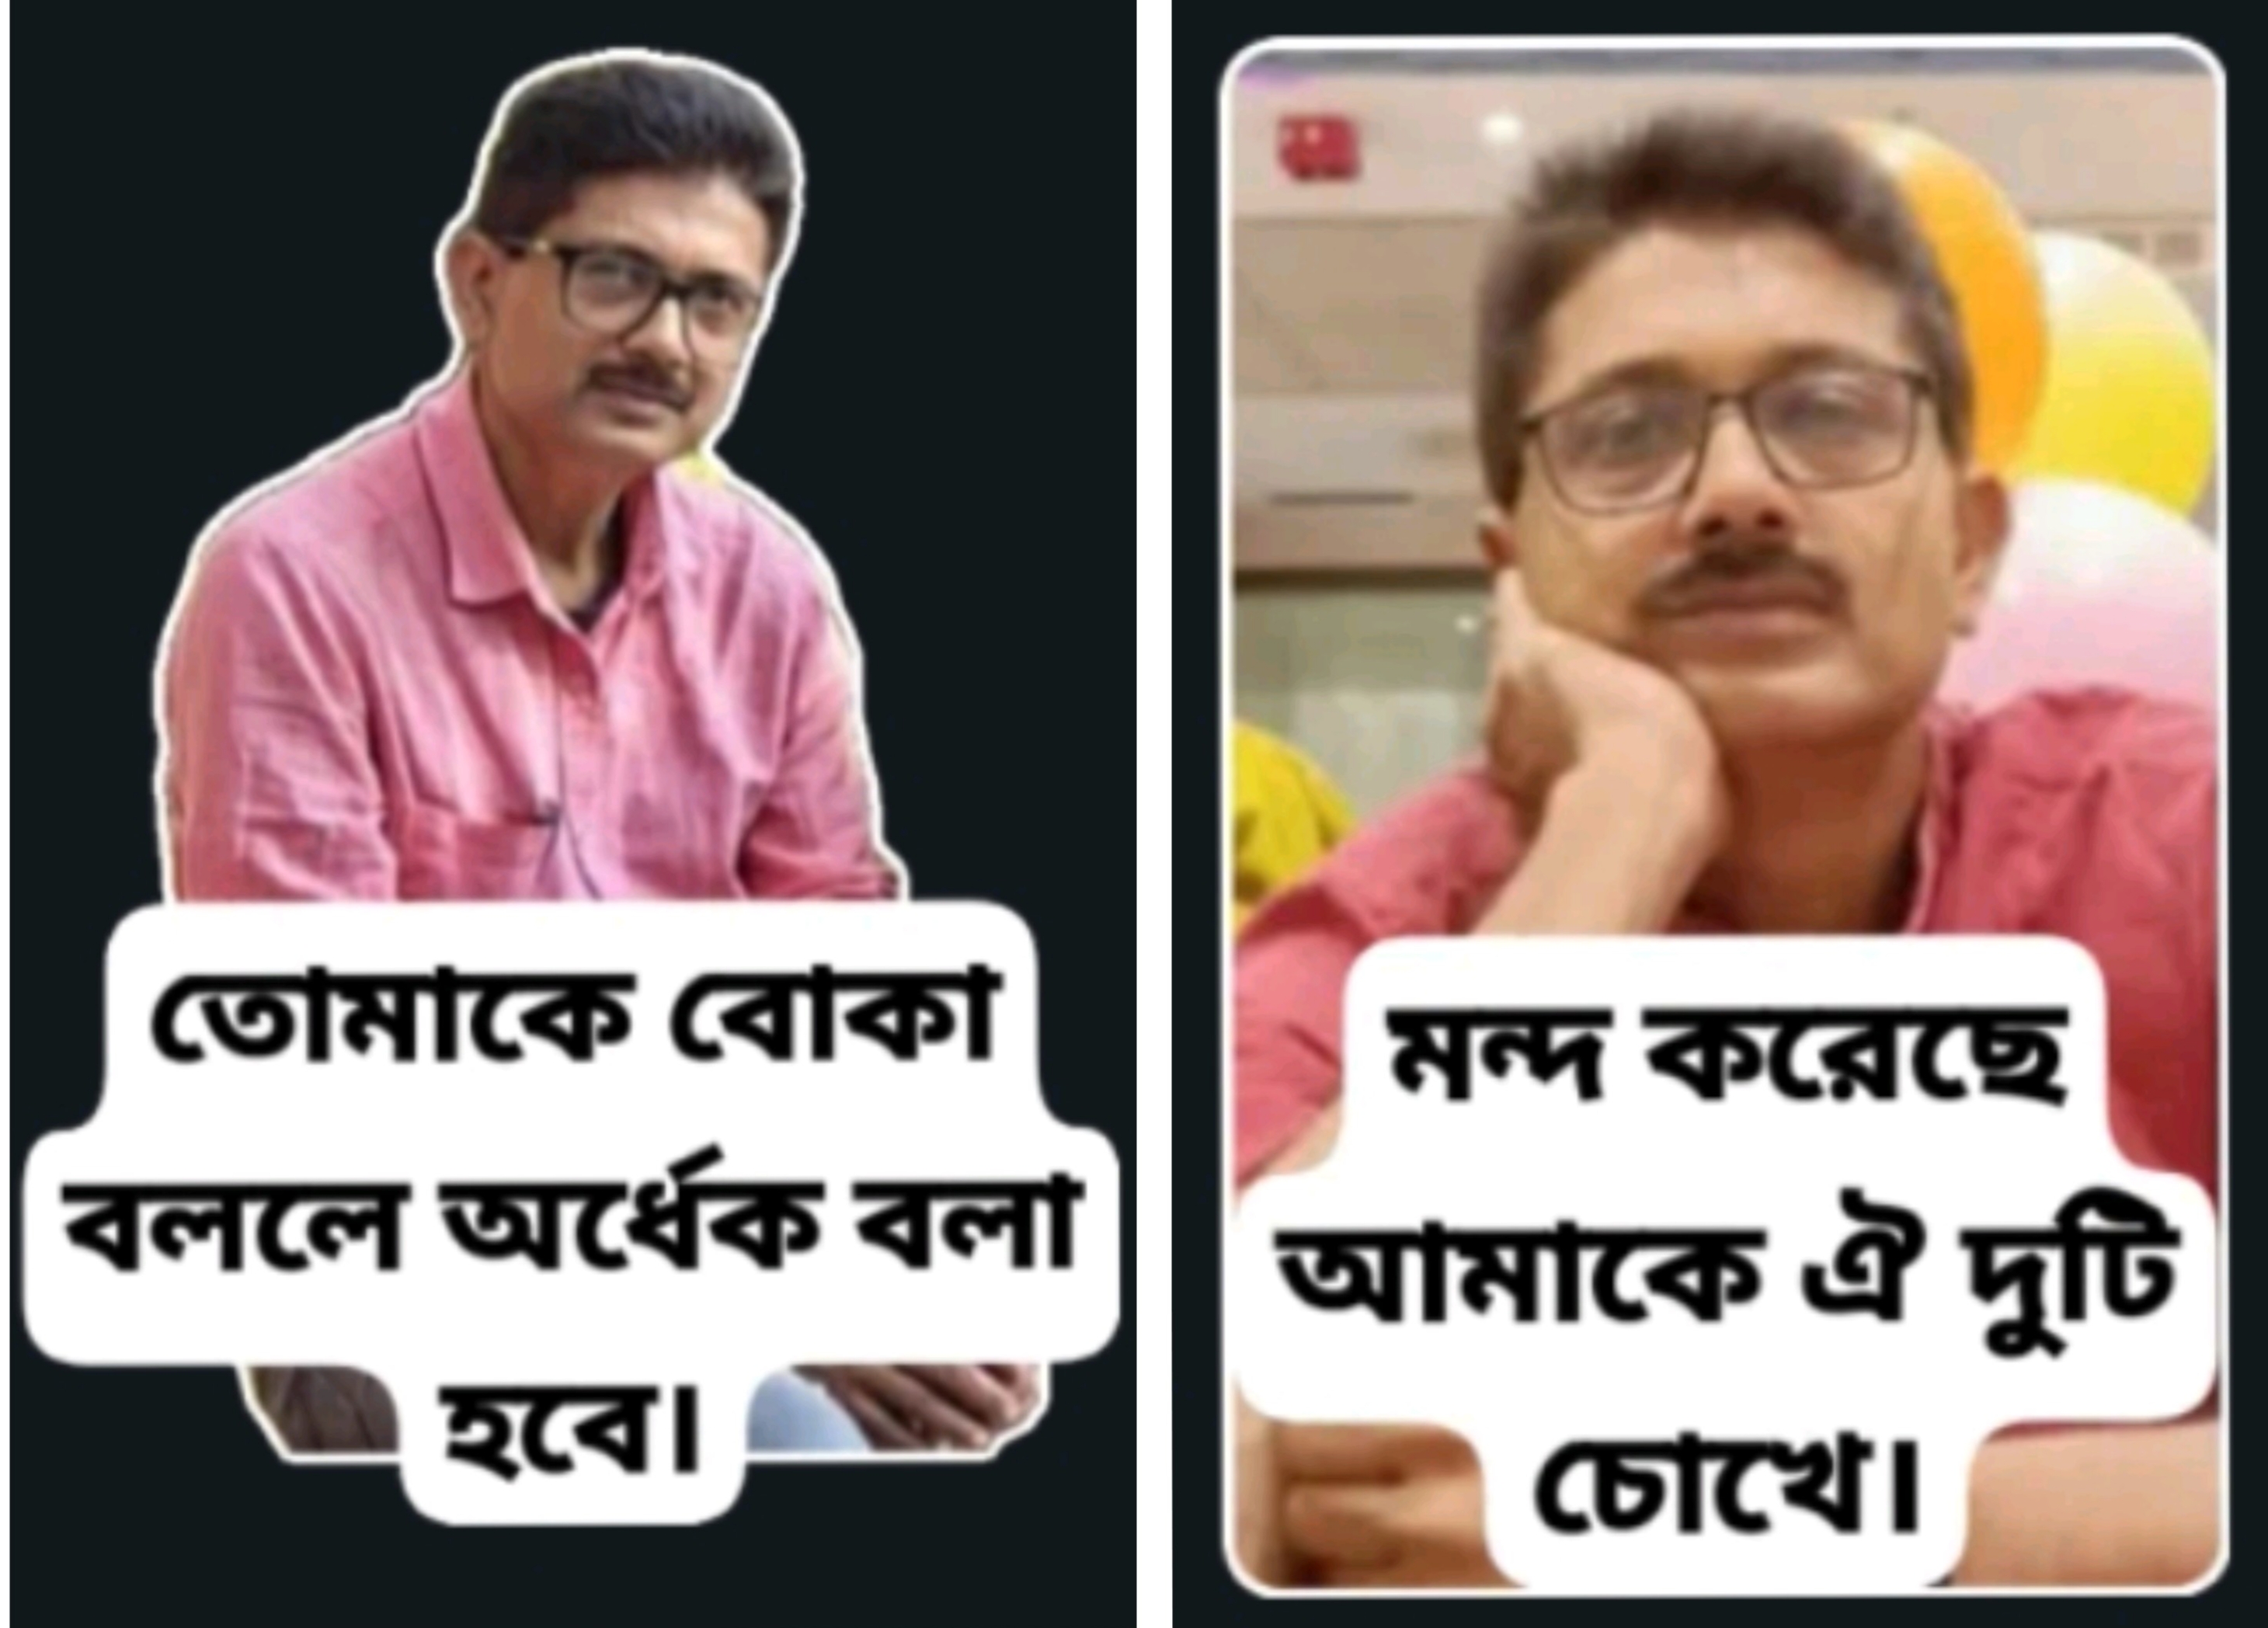 তোমাকে বোকা
বললে অর্ধেক বলা
হবে।
মন্দ করেছে
আমাকে ঐ দুটি
চোখে।